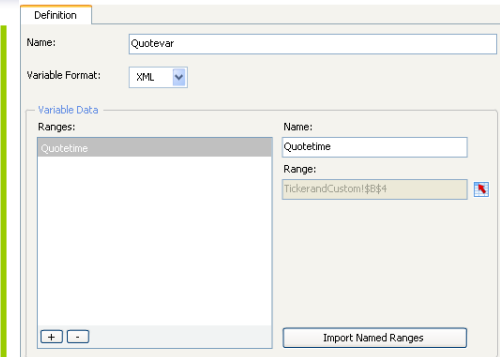 Definition
Name:
Quotevar
Variable Format:
XML
Variable Data
Ranges:
Quotetime
Name:
Quotetime
Range:
TickerandCustom!$B$4
+ -
Import Named Ranges